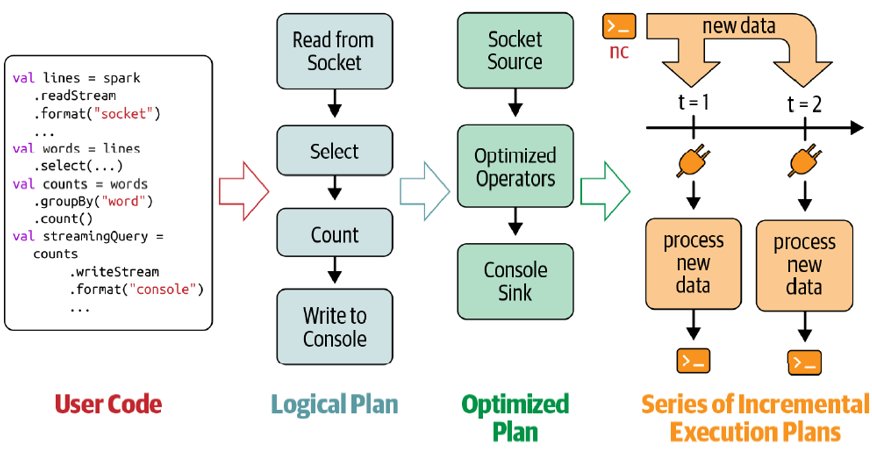 val lines = spark
.readStream
.format("socket")
...
val words = lines
.select(...)
val counts = words
.groupBy("word")
.count()
val streamingQuery =
counts
.writeStream
.format("console")
...
User Code
Read from
Socket
Select
Count
Write to
Console
Logical Plan
Socket
Source
Optimized
Operators
Console
Sink
Optimized
Plan
>_
nc
new data
t = 1
t = 2
process
new
data
process
new
data
>_
>_
Series of Incremental
Execution Plans